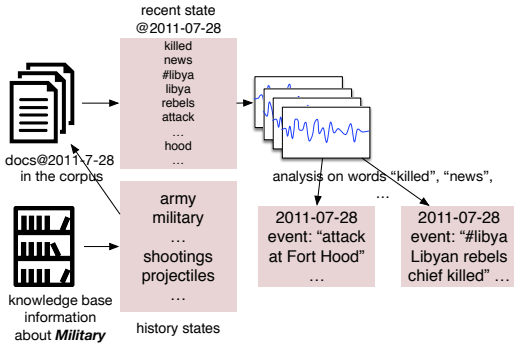 recent state
@2011-07-28
killed
news
#libya
libya
rebels
attack
...
hood
...
docs@2011-7-28
in the corpus
analysis on words “killed”, “news”,
...
army
military
...
shootings
projectiles
...
history states
knowledge base
information
about Military
2011-07-28
event: “attack
at Fort Hood”
...
2011-07-28
event: “#libya
Libyan rebels
chief killed” ...